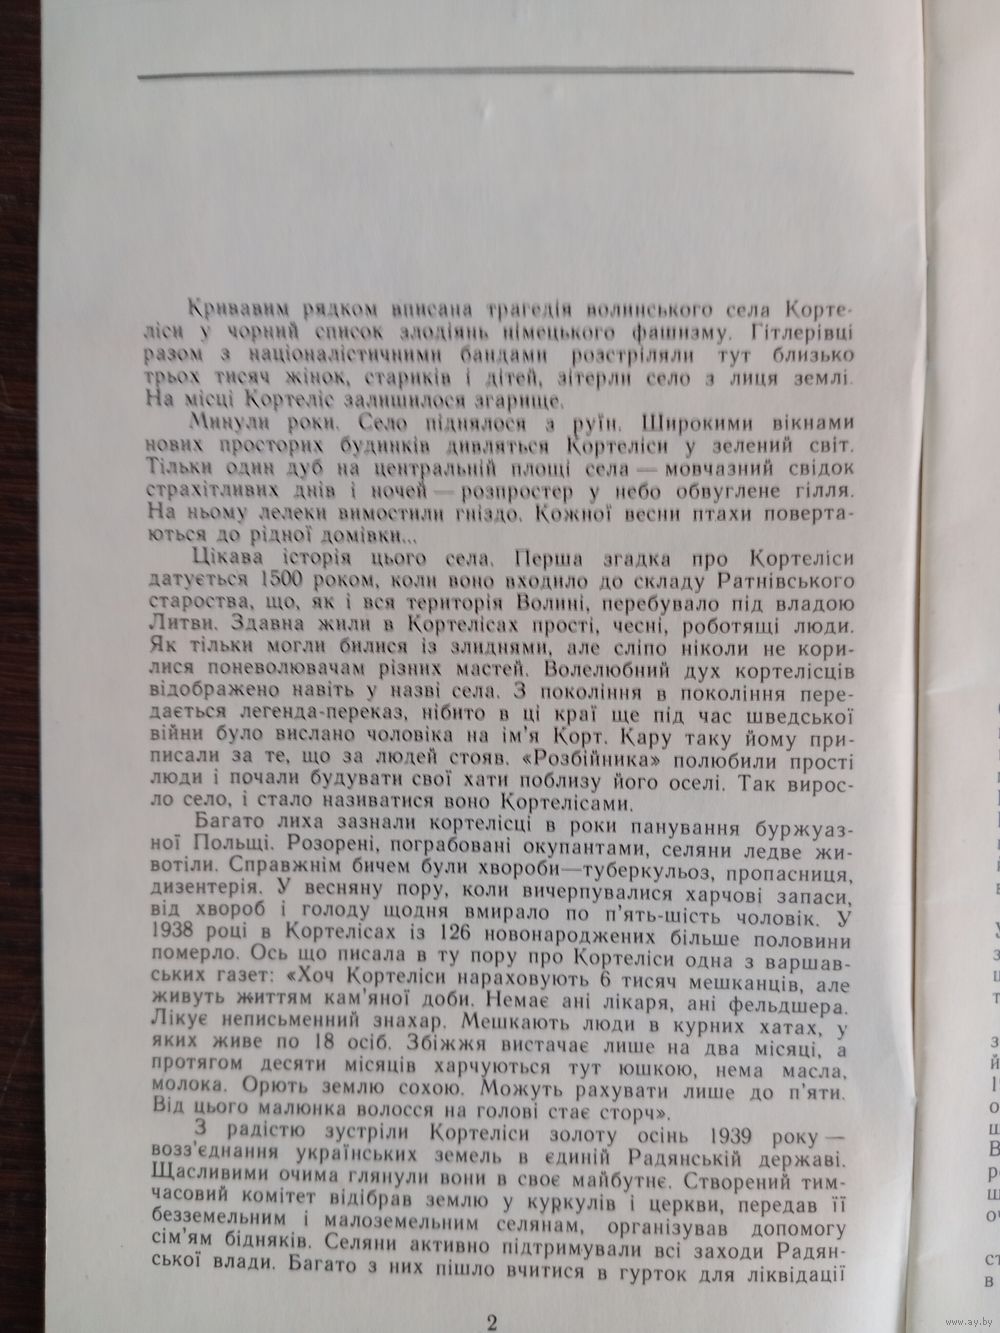 Кривавим рядком вписана трагедія волинського села Корте-
ліси у чорний список злодіянь німецького фашизму. Гітлерівці
разом з націоналістичними бандами розстріляли тут близько
трьох тисяч жінок, стариків і дітей, зітерли село з лиця землі.
На місці Кортеліс залишилося згарище.
Минули роки. Село піднялося з руїн. Широкими вікнами
нових просторих будинків дивляться Кортеліси у зелений світ.
Тільки один дуб на центральній площі села — мовчазний свідок
страхітливих днів і ночей — розпростер у небо обвуглене гілля.
На ньому лелеки вимостили гніздо. Кожної весни птахи поверта-
ються до рідної домівки...
Цікава історія цього села. Перша згадка про Кортеліси
датується 1500 роком, коли воно входило до складу Ратнівського
староства, що, як і вся територія Волині, перебувало під владою
Литви. Здавна жили в Кортелісах прості, чесні, роботящі люди.
Як тільки могли билися із злиднями, але сліпо ніколи не кори-
лися поневолювачам різних мастей. Волелюбний дух кортелісців
відображено навіть у назві села. З покоління в покоління пере-
дається легенда-переказ, нібито в ці краї ще під час шведської
війни було вислано чоловіка на ім'я Корт. Кару таку йому при-
писали за те, що за людей стояв. «Розбійника» полюбили прості
люди і почали будувати свої хати поблизу його оселі. Так вирос-
ло село, і стало називатися воно Кортелісами.
Багато лиха зазнали кортелісці в роки панування буржуаз-
ної Польщі. Розорені, пограбовані окупантами, селяни ледве жи-
вотіли. Справжнім бичем були хвороби—туберкульоз, пропасниця,
дизентерія. У весняну пору, коли вичерпувалися харчові запаси,
від хвороб і голоду щодня вмирало по п'ять-шість чоловік. У
1938 році в Кортелісах із 126 новонароджених більше половини
померло. Ось що писала в ту пору про Кортеліси одна з варшав-
ських газет: «Хоч Кортеліси нараховують 6 тисяч мешканців, але
живуть життям кам'яної доби. Немає ані лікаря, ані фельдшера.
Лікує неписьменний знахар. Мешкають люди в курних хатах, у
яких живе по 18 осіб. Збіжжя вистачає лише на два місяці, а
протягом десяти місяців харчуються тут юшкою, нема масла,
молока. Орють землю сохою. Можуть рахувати лише до п'яти.
Від цього малюнка волосся на голові стає сторч».
З радістю зустріли Кортеліси золоту осінь 1939 року —
возз'єднання українських земель в єдиній Радянській державі.
Щасливими очима глянули вони в своє майбутнє. Створений тим-
часовий комітет відібрав землю у куркулів і церкви, передав її
безземельним і малоземельним селянам, організував допомогу
сім'ям бідняків. Селяни активно підтримували всі заходи Радян-
ської влади. Багато з них пішло вчитися в гурток для ліквідації
2
www.ay.by